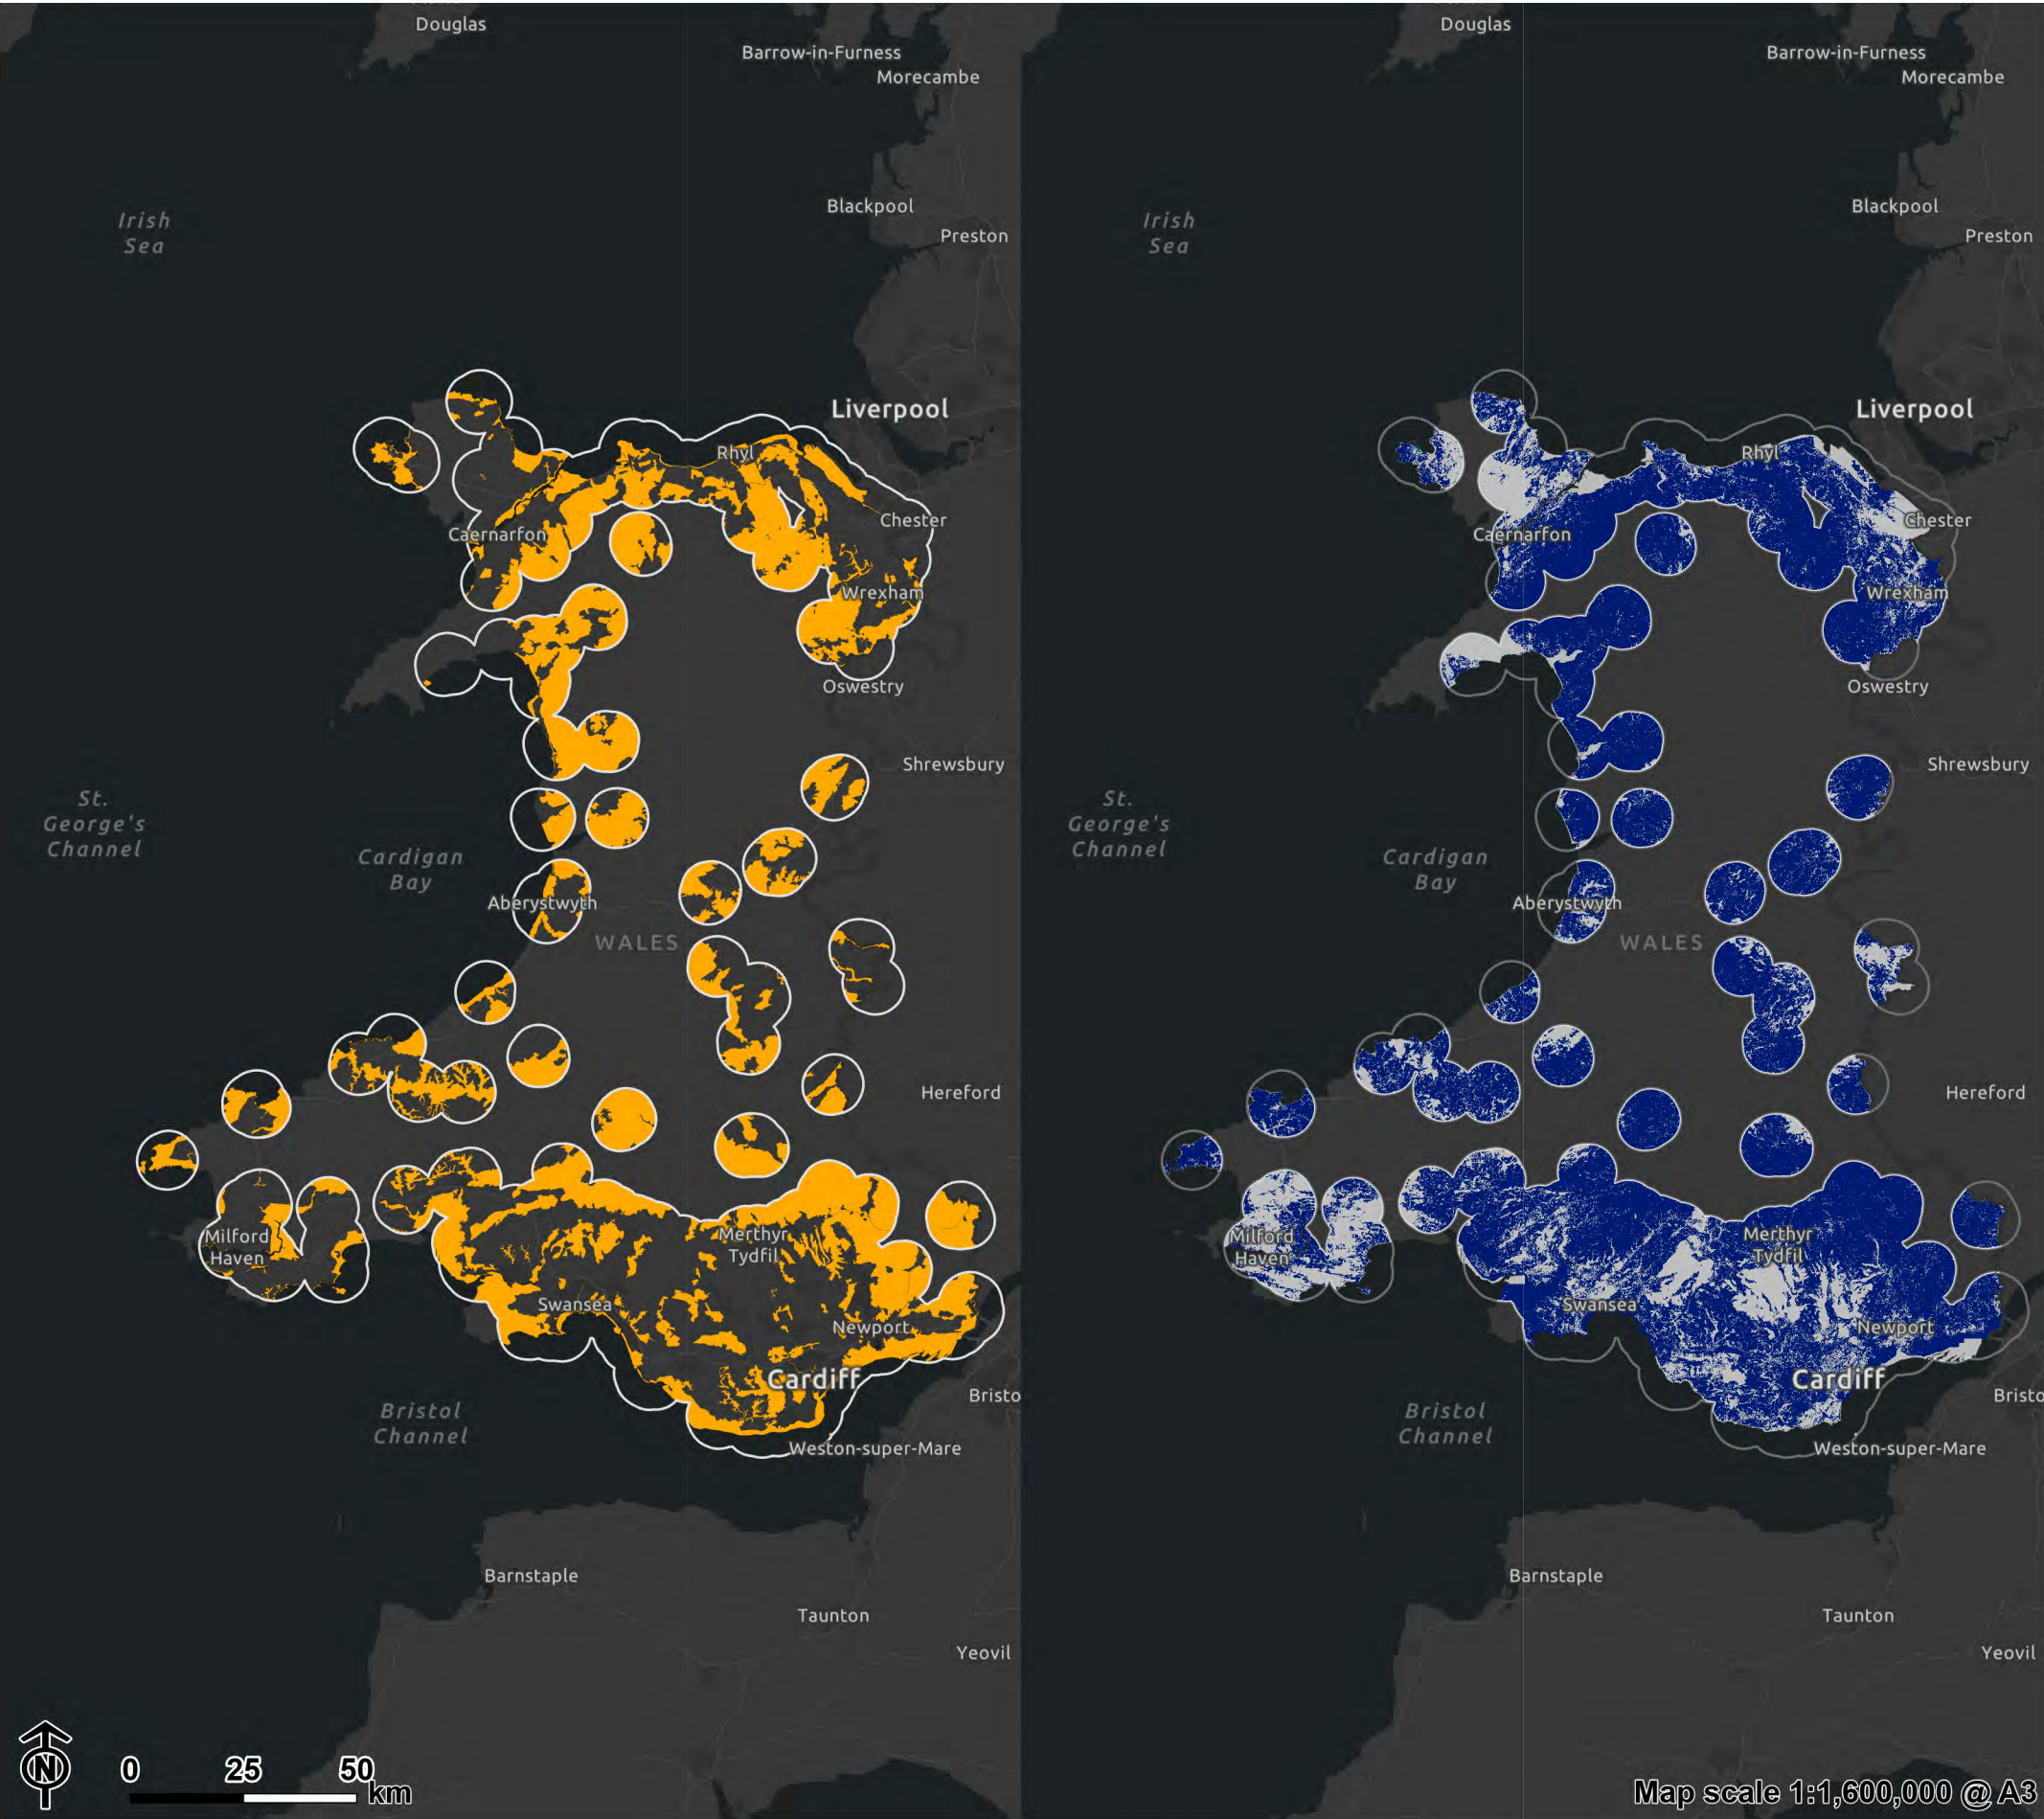 Douglas
Barrow-in-Furness
Morecambe
Blackpool
Preston
Irish
Sea
Liverpool
Rhyl
Chester
Caernarfon
Wrexham
Oswestry
Shrewsbury
St.
George's
Channel
Cardigan
Bay
Aberystwyth
WALES
Hereford
Milford
Haven
Merthyr
Tydfil
Swansea
Newport
Cardiff
Bristo
Bristol
Channel
Weston-super-Mare
Barnstaple
Taunton
Yeovil
N
0 25 50
km
Douglas
Barrow-in-Furness
Morecambe
Blackpool
Preston
Irish
Sea
Liverpool
Rhyl
Chester
Caernarfon
Wrexham
Oswestry
Shrewsbury
St.
George's
Channel
Cardigan
Bay
Aberystwyth
WALES
Hereford
Milford
Haven
Merthyr
Tydfil
Swansea
Newport
Cardiff
Bristo
Bristol
Channel
Weston-super-Mare
Barnstaple
Taunton
Yeovil
Map scale 1:1,600,000 @ A3